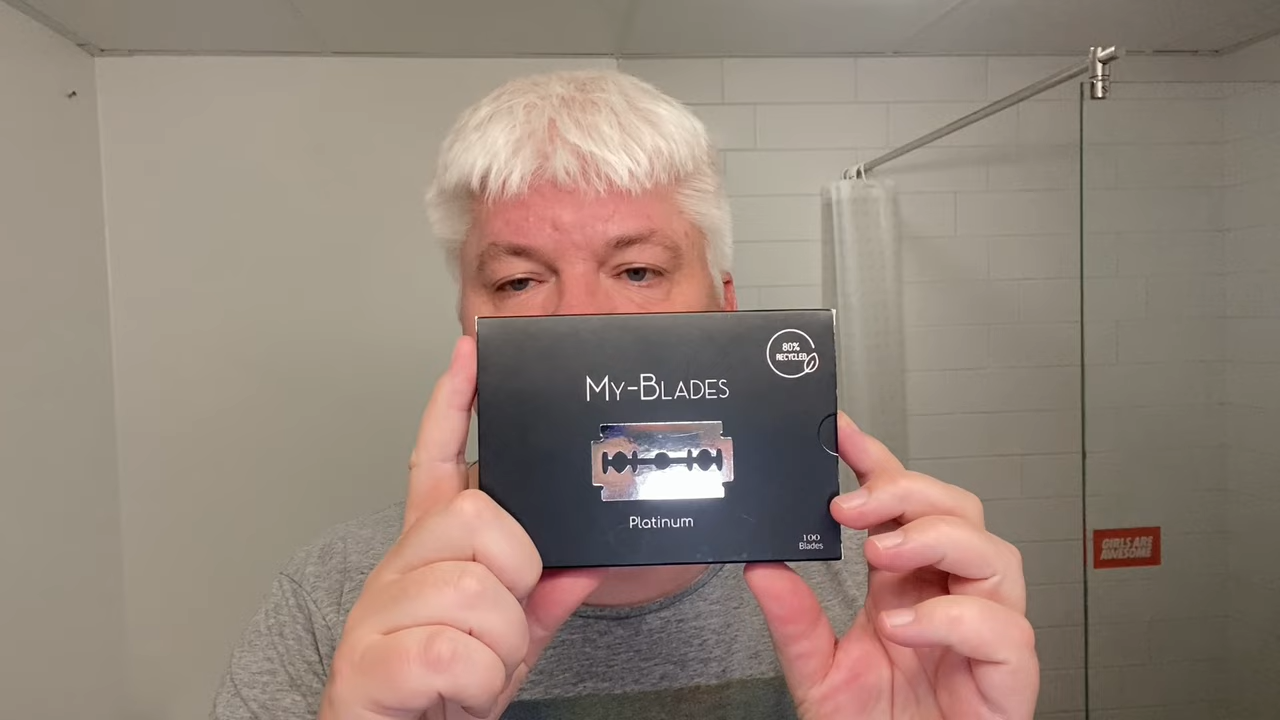 80%
RECYCLED
MY-BLADES
Platinum
100
Blades
GIRLS ARE
AWESOME